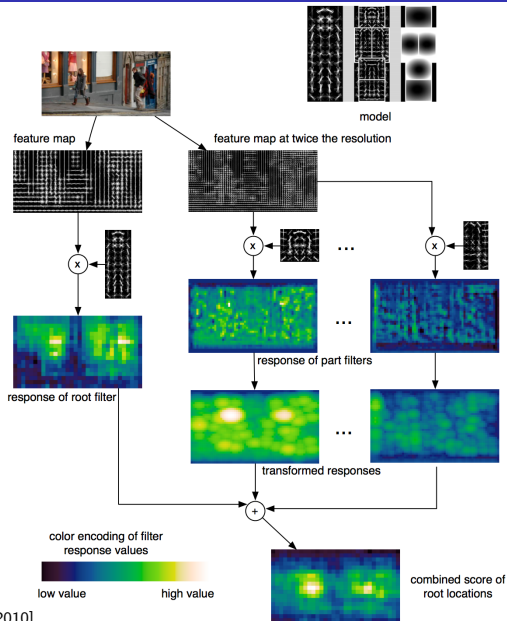 model
feature map
feature map at twice the resolution
x
x
...
x
...
response of part filters
response of root filter
...
transformed responses
+
color encoding of filter
response values
low value
high value
combined score of
root locations
2010]